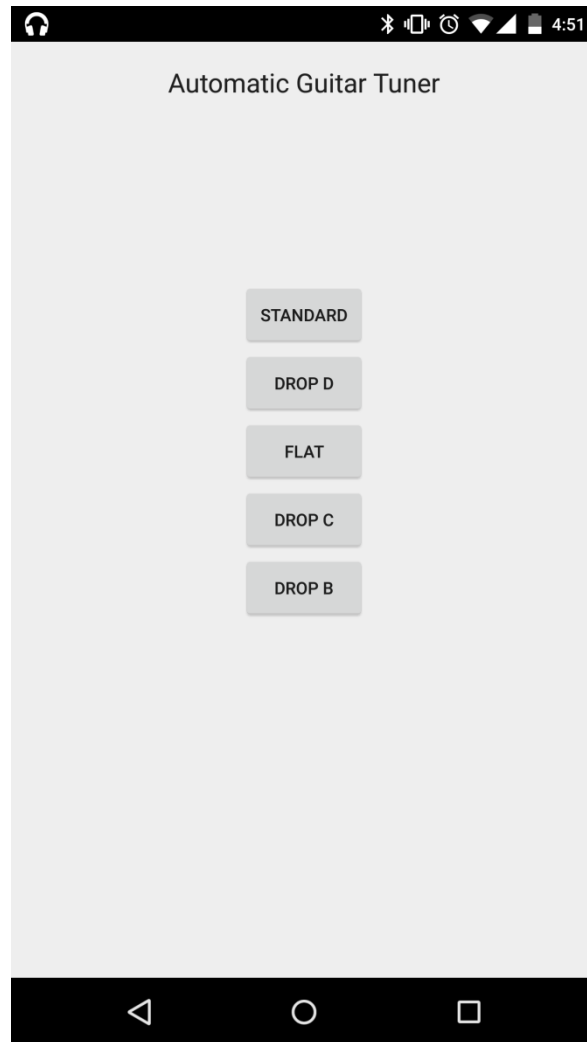 4:51
Automatic Guitar Tuner
STANDARD
DROP D
FLAT
DROP C
DROP B